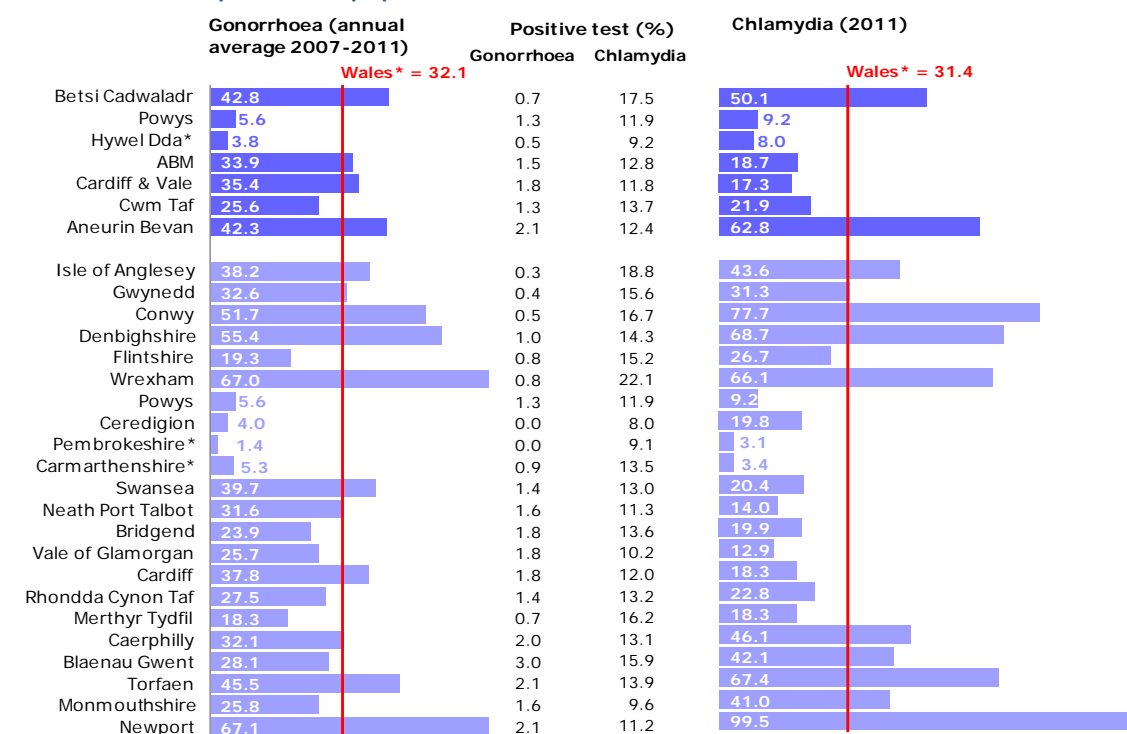 Gonorrhoea (annual average 2007-2011) Positive test (%) Chlamydia (2011)
Gonorrhoea Chlamydia
Wales* = 32.1 Wales* = 31.4
Betsi Cadwaladr 42.8 0.7 17.5 50.1
Powys 5.6 1.3 11.9 9.2
Hywel Dda* 3.8 0.5 9.2 8.0
ABM 33.9 1.5 12.8 18.7
Cardiff & Vale 35.4 1.8 11.8 17.3
Cwm Taf 25.6 1.3 13.7 21.9
Aneurin Bevan 42.3 2.1 12.4 62.8
Isle of Anglesey 38.2 0.3 18.8 43.6
Gwynedd 32.6 0.4 15.6 31.3
Conwy 51.7 0.5 16.7 77.7
Denbighshire 55.4 1.0 14.3 68.7
Flintshire 19.3 0.8 15.2 26.7
Wrexham 67.0 0.8 22.1 66.1
Powys 5.6 1.3 11.9 9.2
Ceredigion 4.0 0.0 8.0 19.8
Pembrokeshire* 1.4 0.0 9.1 3.1
Carmarthenshire* 5.3 0.9 13.5 3.4
Swansea 39.7 1.4 13.0 20.4
Neath Port Talbot 31.6 1.6 11.3 14.0
Bridgend 23.9 1.8 13.6 19.9
Vale of Glamorgan 25.7 1.8 10.2 12.9
Cardiff 37.8 1.8 12.0 18.3
Rhondda Cynon Taf 27.5 1.4 13.2 22.8
Merthyr Tydfil 18.3 0.7 16.2 18.3
Caerphilly 32.1 2.0 13.1 46.1
Blaenau Gwent 28.1 3.0 15.9 42.1
Torfaen 45.5 2.1 13.9 67.4
Monmouthshire 25.8 1.6 9.6 41.0
Newport 67.1 2.1 11.2 99.5